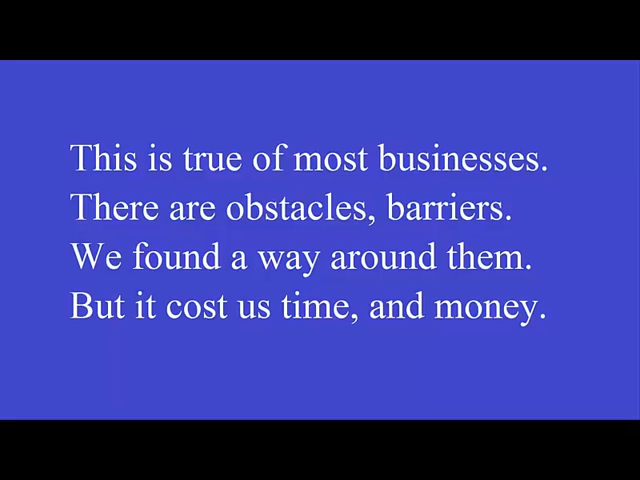 This is true of most businesses.
There are obstacles, barriers.
We found a way around them.
But it cost us time, and money.